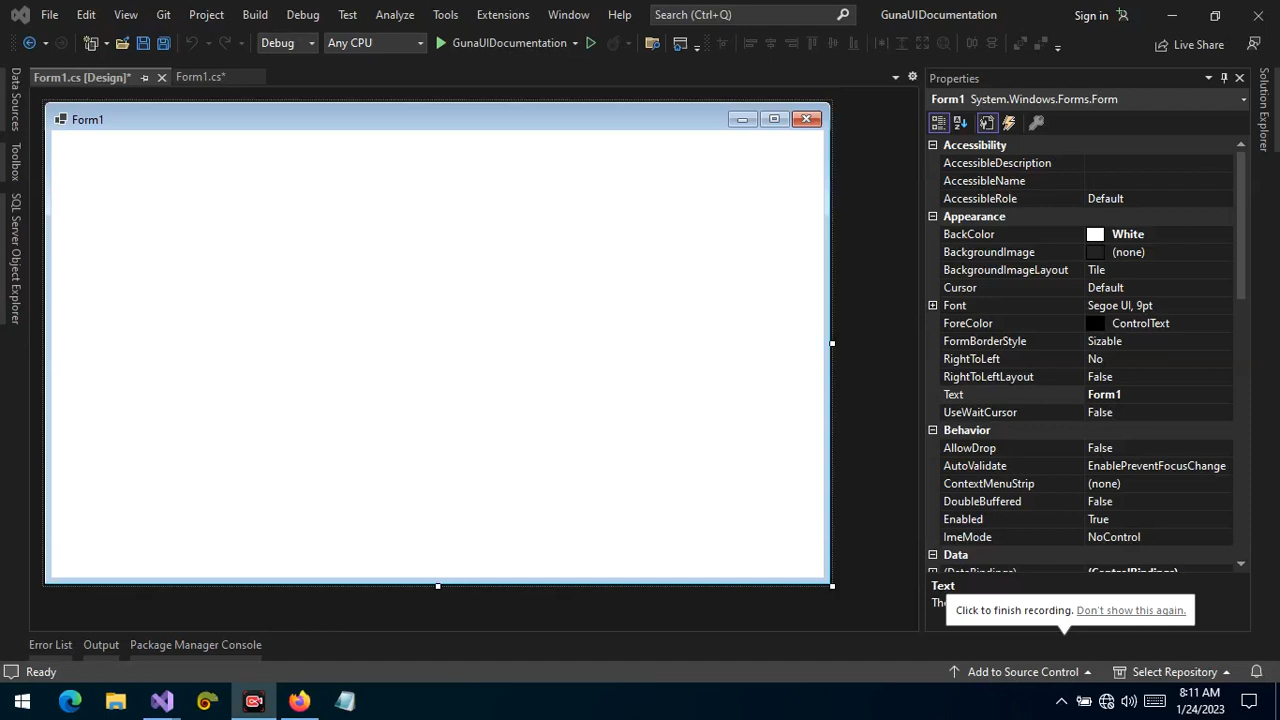 File Edit View Git Project Build Debug Test Analyze Tools Extensions Window Help Search (Ctrl+Q) GunaUIDocumentation Sign in
Debug Any CPU GunaUIDocumentation Live Share
Form1.cs [Design]* Form1.cs*
Data Sources
Toolbox
SQL Server Object Explorer
Form1
Properties
Form1 System.Windows.Forms.Form
Accessibility
AccessibleDescription
AccessibleName
AccessibleRole Default
Appearance
BackColor White
BackgroundImage (none)
BackgroundImageLayout Tile
Cursor Default
Font Segoe UI, 9pt
ForeColor ControlText
FormBorderStyle Sizable
RightToLeft No
RightToLeftLayout False
Text Form1
UseWaitCursor False
Behavior
AllowDrop False
AutoValidate EnablePreventFocusChange
ContextMenuStrip (none)
DoubleBuffered False
Enabled True
ImeMode NoControl
Data
(DataBindings) (ControlBindings)
Text
Click to finish recording. Don't show this again.
Solution Explorer
Error List Output Package Manager Console
Ready Add to Source Control Select Repository
8:11 AM
1/24/2023